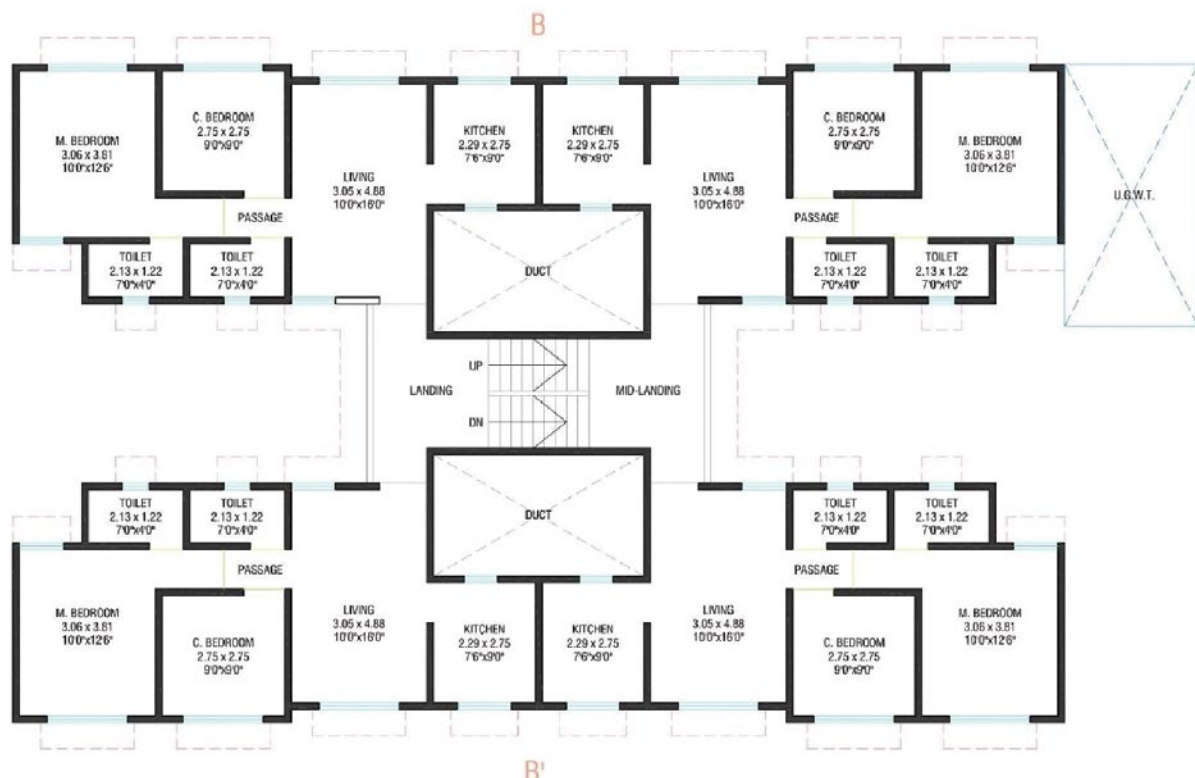 B
M. BEDROOM
3.06 x 3.81
10'0"x12'6"
C. BEDROOM
2.75 x 2.75
9'0"x9'0"
LIVING
3.05 x 4.88
10'0"x16'0"
KITCHEN
2.29 x 2.75
7'6"x9'0"
KITCHEN
2.29 x 2.75
7'6"x9'0"
LIVING
3.05 x 4.88
10'0"x16'0"
C. BEDROOM
2.75 x 2.75
9'0"x9'0"
M. BEDROOM
3.06 x 3.81
10'0"x12'6"
U.G.W.T.
PASSAGE
PASSAGE
TOILET
2.13 x 1.22
7'0"x4'0"
TOILET
2.13 x 1.22
7'0"x4'0"
DUCT
TOILET
2.13 x 1.22
7'0"x4'0"
TOILET
2.13 x 1.22
7'0"x4'0"
UP
LANDING
MID-LANDING
DN
TOILET
2.13 x 1.22
7'0"x4'0"
TOILET
2.13 x 1.22
7'0"x4'0"
DUCT
TOILET
2.13 x 1.22
7'0"x4'0"
TOILET
2.13 x 1.22
7'0"x4'0"
PASSAGE
PASSAGE
M. BEDROOM
3.06 x 3.81
10'0"x12'6"
C. BEDROOM
2.75 x 2.75
9'0"x9'0"
LIVING
3.05 x 4.88
10'0"x16'0"
KITCHEN
2.29 x 2.75
7'6"x9'0"
KITCHEN
2.29 x 2.75
7'6"x9'0"
LIVING
3.05 x 4.88
10'0"x16'0"
C. BEDROOM
2.75 x 2.75
9'0"x9'0"
M. BEDROOM
3.06 x 3.81
10'0"x12'6"
B'